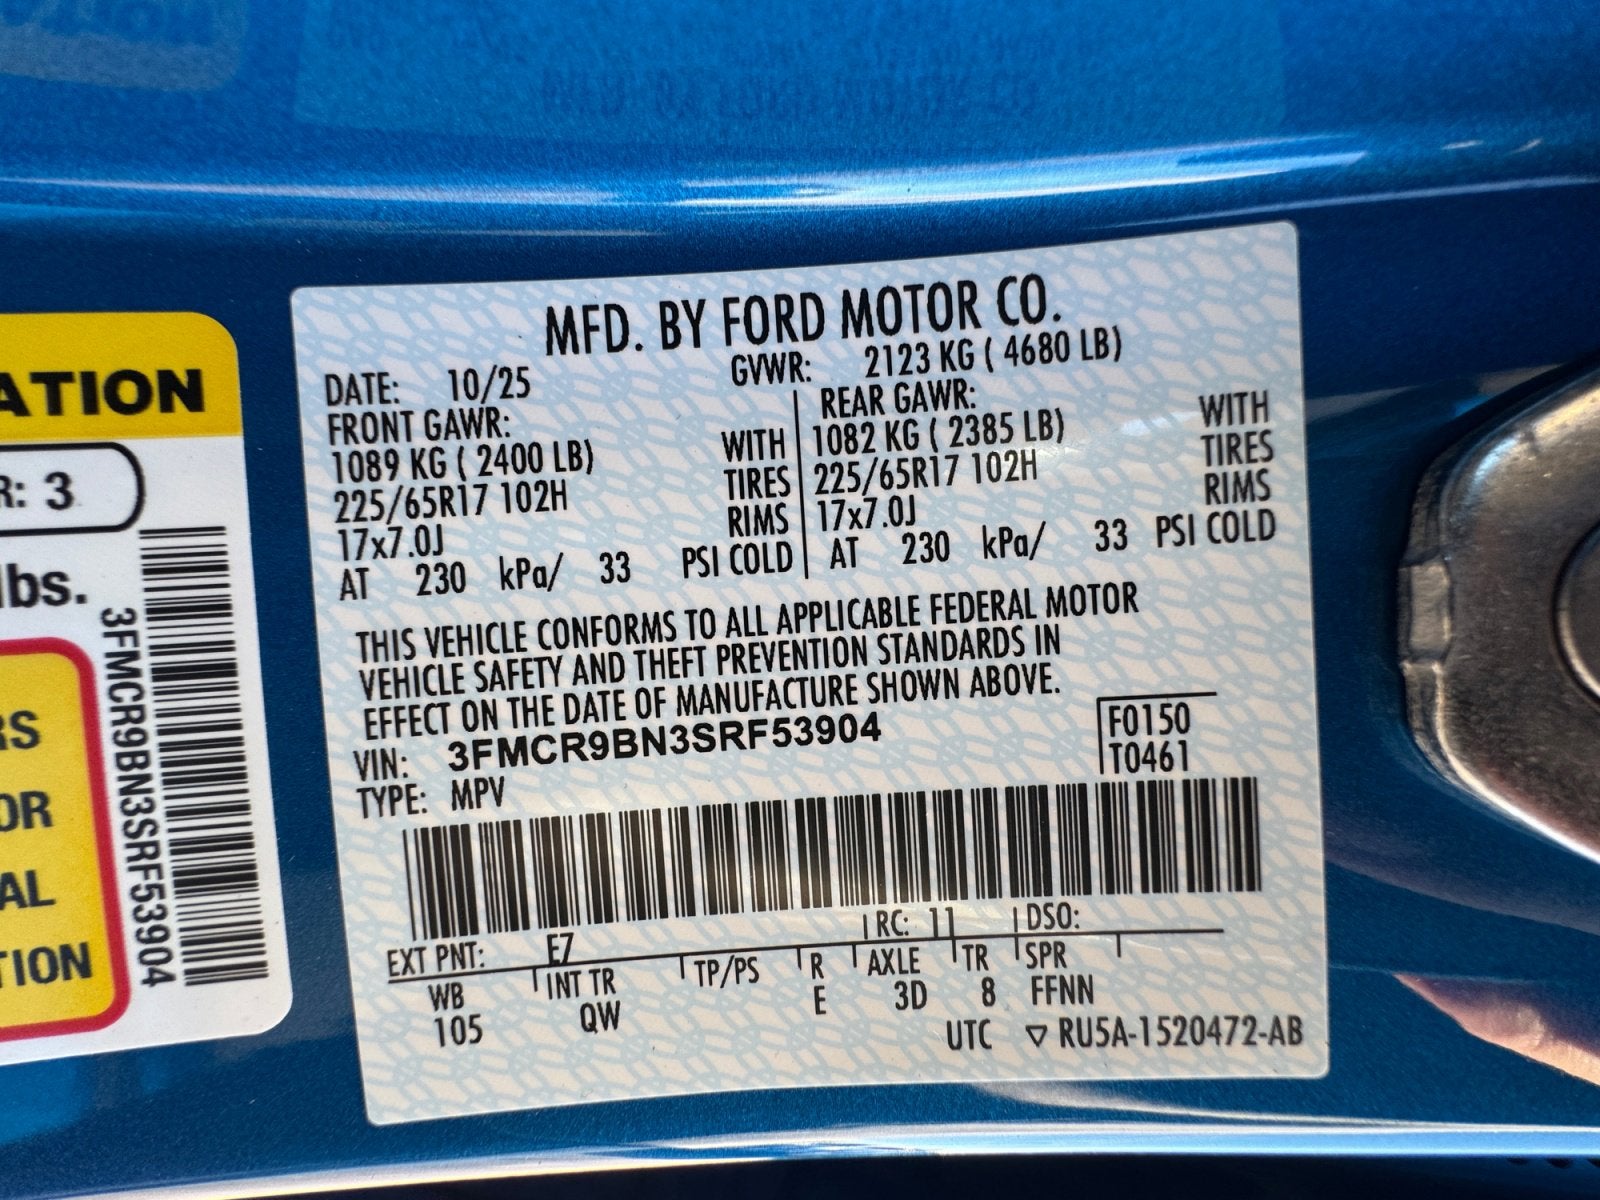 MFD. BY FORD MOTOR CO.
DATE: 10/25 GVWR: 2123 KG ( 4680 LB)
FRONT GAWR: REAR GAWR:
1089 KG ( 2400 LB) WITH 1082 KG ( 2385 LB) WITH
225/65R17 102H TIRES 225/65R17 102H TIRES
17x7.0J RIMS 17x7.0J RIMS
AT 230 kPa/ 33 PSI COLD AT 230 kPa/ 33 PSI COLD
THIS VEHICLE CONFORMS TO ALL APPLICABLE FEDERAL MOTOR
VEHICLE SAFETY AND THEFT PREVENTION STANDARDS IN
EFFECT ON THE DATE OF MANUFACTURE SHOWN ABOVE.
VIN: 3FMCR9BN3SRF53904 F0150
TYPE: MPV T0461
EXT PNT: E7 RC: 11 DSO:
WB INT TR TP/PS R AXLE TR SPR
105 QW E 3D 8 FFNN
UTC ▽ RU5A-1520472-AB
ATION
R: 3
lbs.
RS
OR
AL
TION
3FMCR9BN3SRF53904